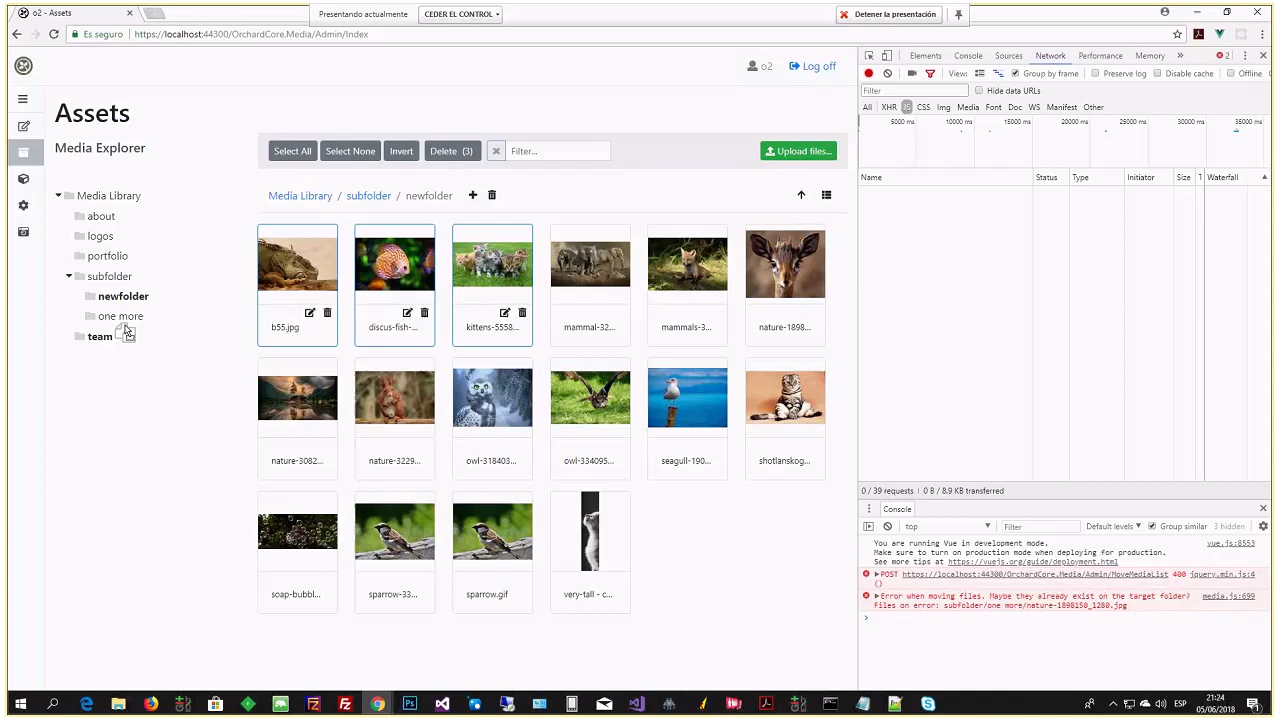 o2 - Assets
Presentando actualmente
CEDER EL CONTROL
Detener la presentación
Es seguro
https://localhost:44300/OrchardCore.Media/Admin/Index
o2
Log off
Assets
Media Explorer
Select All
Select None
Invert
Delete (3)
Filter...
Upload files...
Media Library / subfolder / newfolder
Media Library
about
logos
portfolio
subfolder
newfolder
one more
team
b55.jpg
discus-fish-...
kittens-5558...
mammal-32...
mammals-3...
nature-1898...
nature-3082...
nature-3229...
owl-318403...
owl-334095...
seagull-190...
shotlanskog...
soap-bubbl...
sparrow-33...
sparrow.gif
very-tall - c...
Elements
Console
Sources
Network
Performance
Memory
»
2
View:
Group by frame
Preserve log
Disable cache
Offline
Filter
Hide data URLs
All XHR JS CSS Img Media Font Doc WS Manifest Other
5000 ms 10000 ms 15000 ms 20000 ms 25000 ms 30000 ms 35000 ms
Name Status Type Initiator Size T Waterfall
0 / 39 requests | 0 B / 8.9 KB transferred
Console
top
Filter
Default levels
Group similar
3 hidden
You are running Vue in development mode. vue.js:8553
Make sure to turn on production mode when deploying for production.
See more tips at https://vuejs.org/guide/deployment.html
POST https://localhost:44300/OrchardCore.Media/Admin/MoveMediaList 400 jquery.min.js:4
()
Error when moving files. Maybe they already exist on the target folder? media.js:699
Files on error: subfolder/one more/nature-1898150_1280.jpg
ESP
21:24
05/06/2018